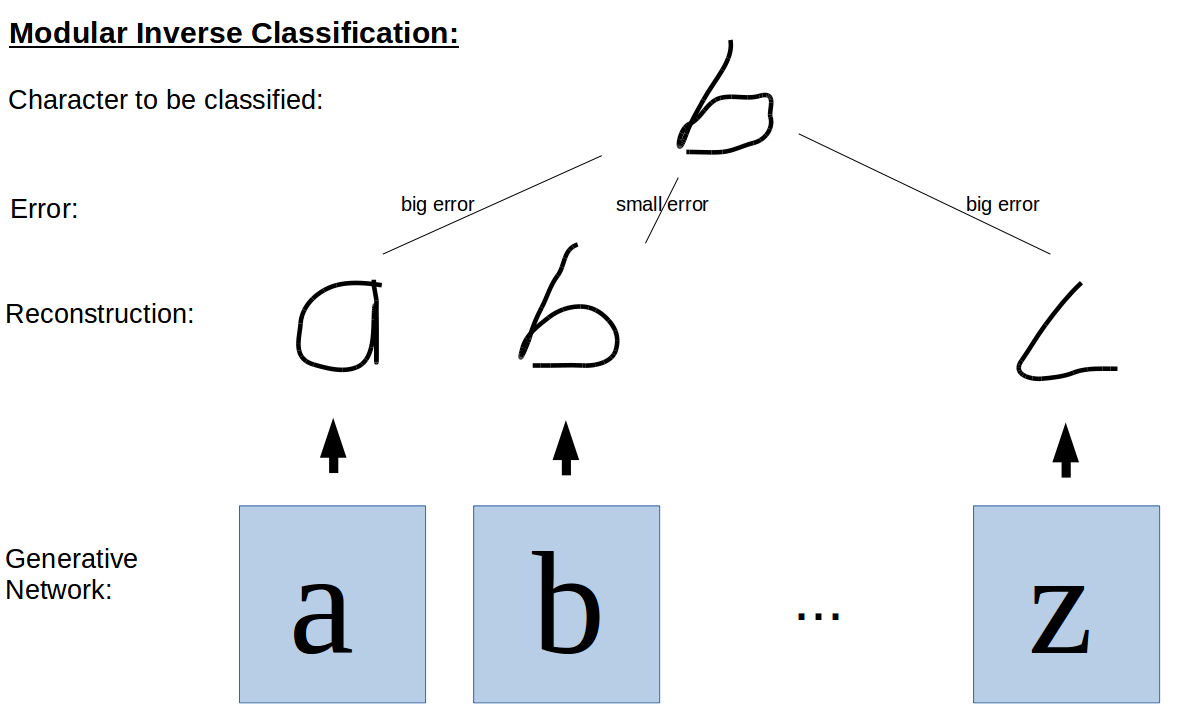 Modular Inverse Classification:
Character to be classified:
b
Error:
big error
small error
big error
Reconstruction:
a
b
Generative
Network:
a
b
...
z